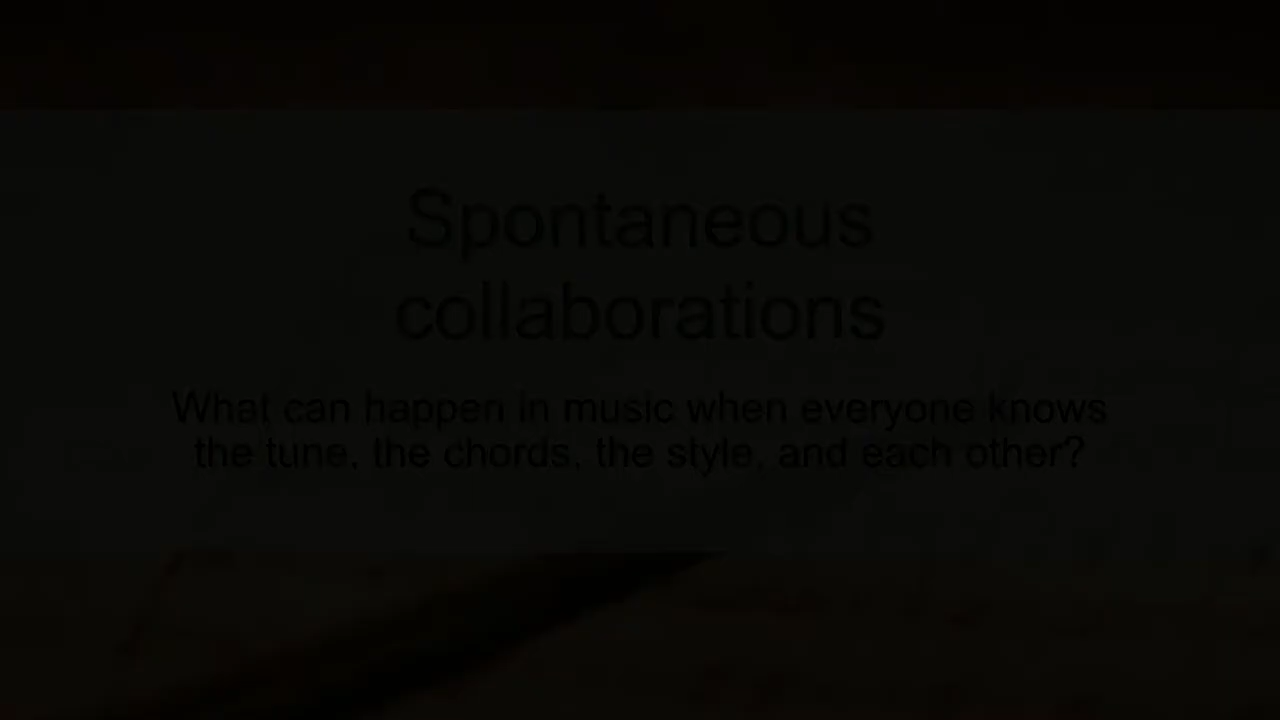 Spontaneous
collaborations
What can happen in music when everyone knows
the tune, the chords, the style, and each other?